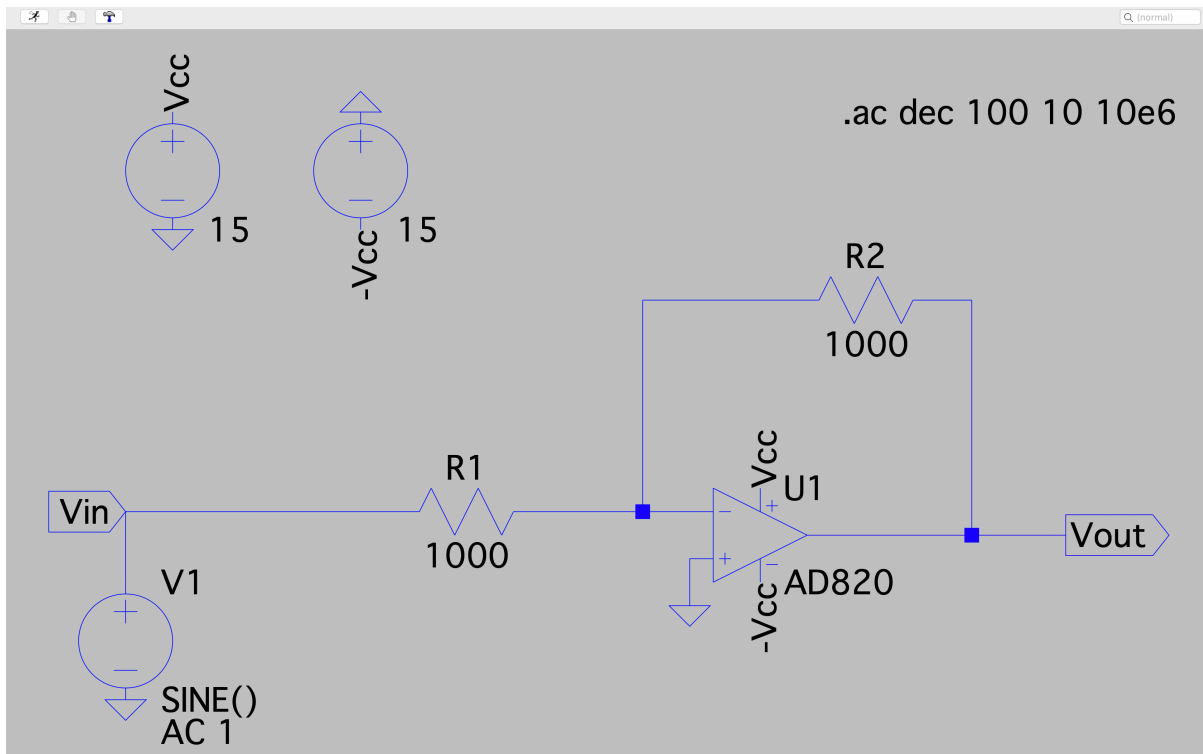 (normal)
Vcc
.ac dec 100 10 10e6
+
+
15
15
-Vcc
R2
1000
Vcc
R1
U1
Vin
+
-
1000
Vout
+
-
AD820
V1
-Vcc
+
SINE()
AC 1